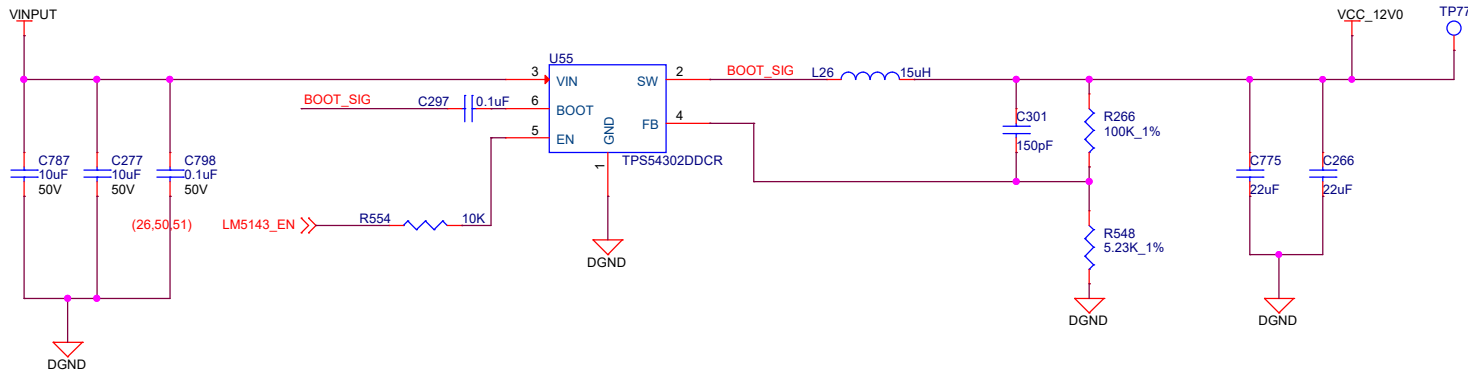 VINPUT
VCC_12V0
TP77
U55
3
VIN
SW
2
BOOT_SIG
L26
15uH
BOOT_SIG
C297
0.1uF
6
BOOT
5
EN
GND
FB
4
1
TPS54302DDCR
C301
150pF
R266
100K_1%
C787
10uF
50V
C277
10uF
50V
C798
0.1uF
50V
C775
22uF
C266
22uF
(26,50,51)
LM5143_EN
R554
10K
R548
5.23K_1%
DGND
DGND
DGND
DGND